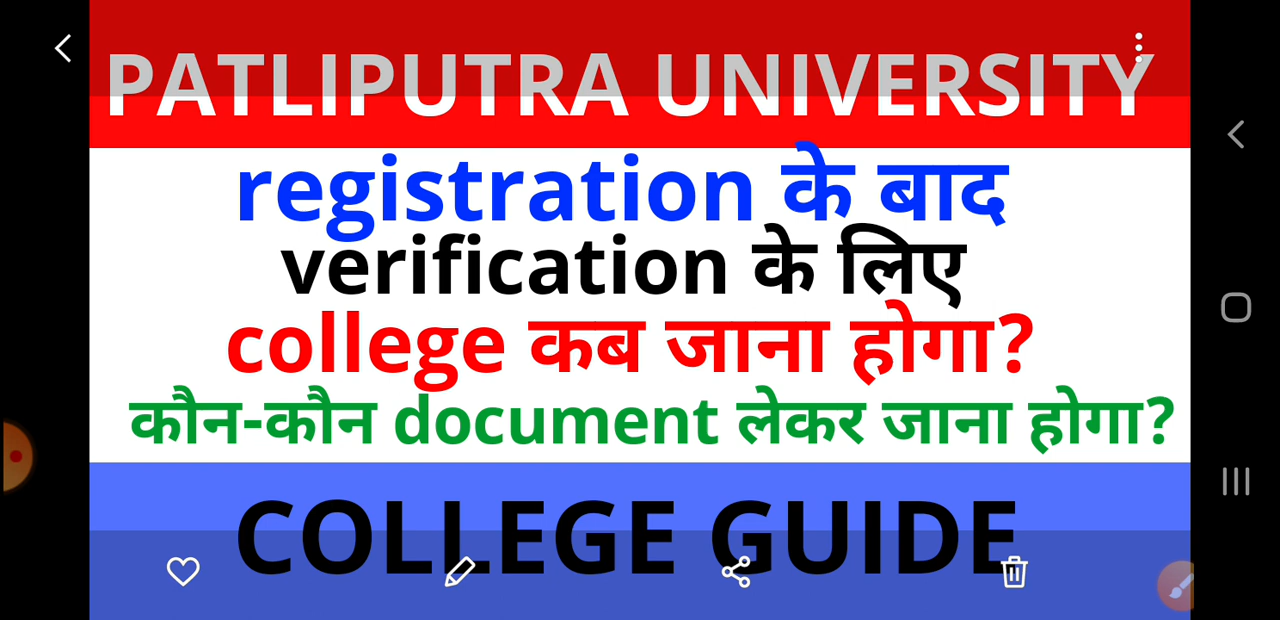 PATLIPUTRA UNIVERSITY
registration के बाद
verification के लिए
college कब जाना होगा?
कौन-कौन document लेकर जाना होगा?
COLLEGE GUIDE